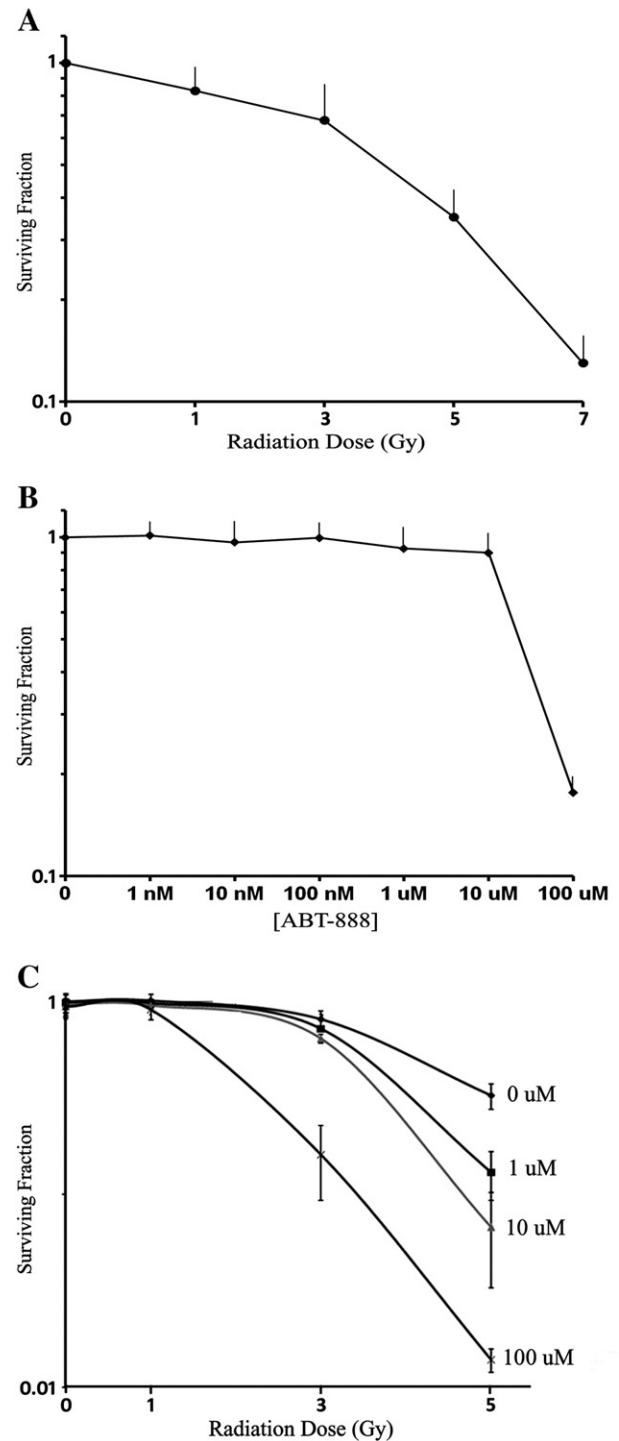 A
Surviving Fraction
1
0.1
0 1 3 5 7
Radiation Dose (Gy)
B
Surviving Fraction
1
0.1
0 1 nM 10 nM 100 nM 1 uM 10 uM 100 uM
[ABT-888]
C
Surviving Fraction
1
0 uM
1 uM
10 uM
100 uM
0.01
0 1 3 5
Radiation Dose (Gy)